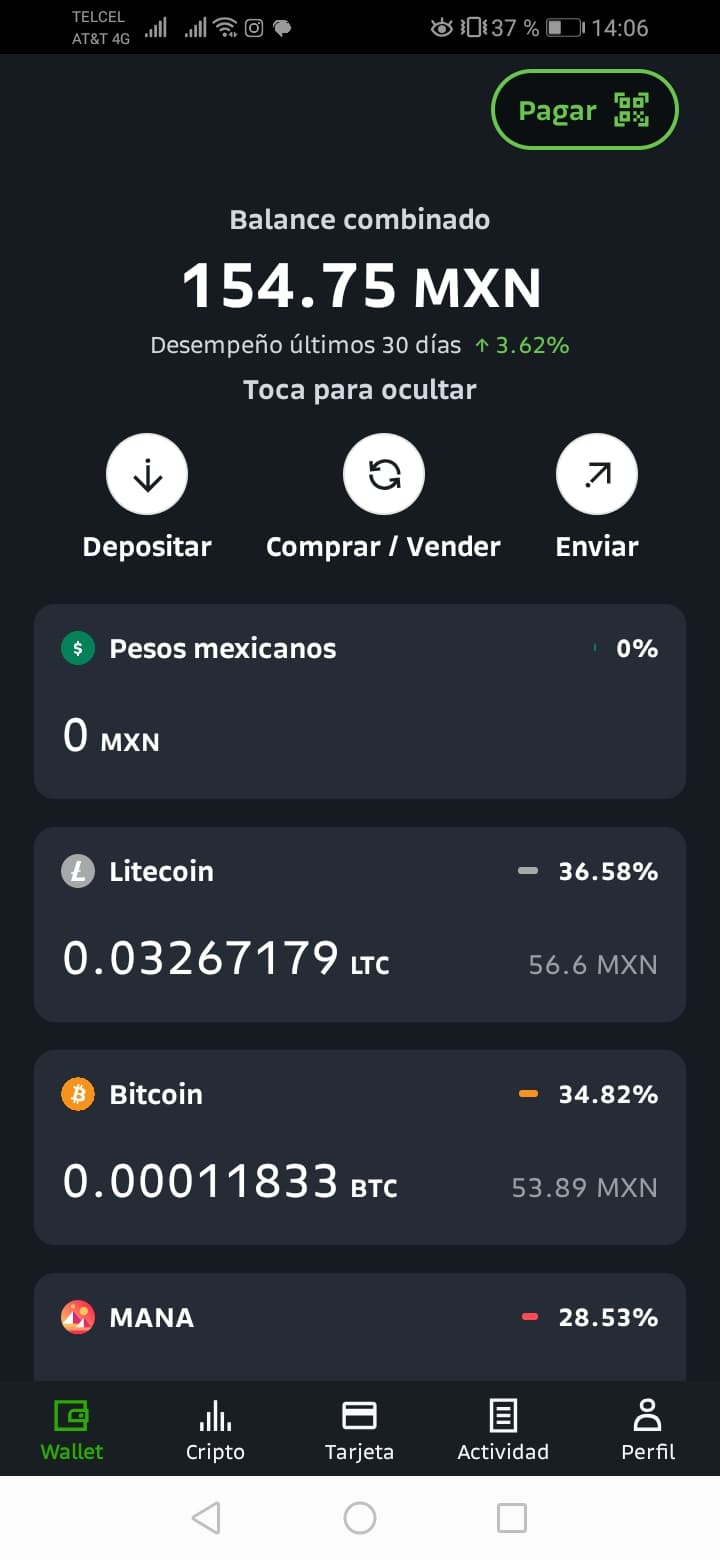 TELCEL
AT&T 4G
37 %
14:06
Pagar
Balance combinado
154.75 MXN
Desempeño últimos 30 días ↑ 3.62%
Toca para ocultar
Depositar
Comprar / Vender
Enviar
$ Pesos mexicanos 0%
0 MXN
Litecoin 36.58%
0.03267179 LTC 56.6 MXN
Bitcoin 34.82%
0.00011833 BTC 53.89 MXN
MANA 28.53%
Wallet
Cripto
Tarjeta
Actividad
Perfil